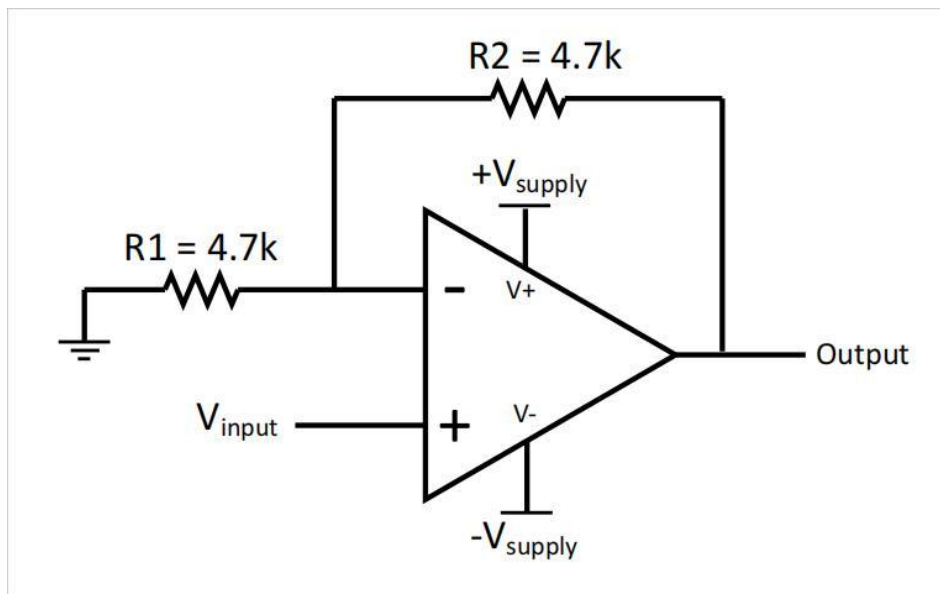 R2 = 4.7k
+Vsupply
R1 = 4.7k
-
V+
Output
Vinput
+
V-
-Vsupply